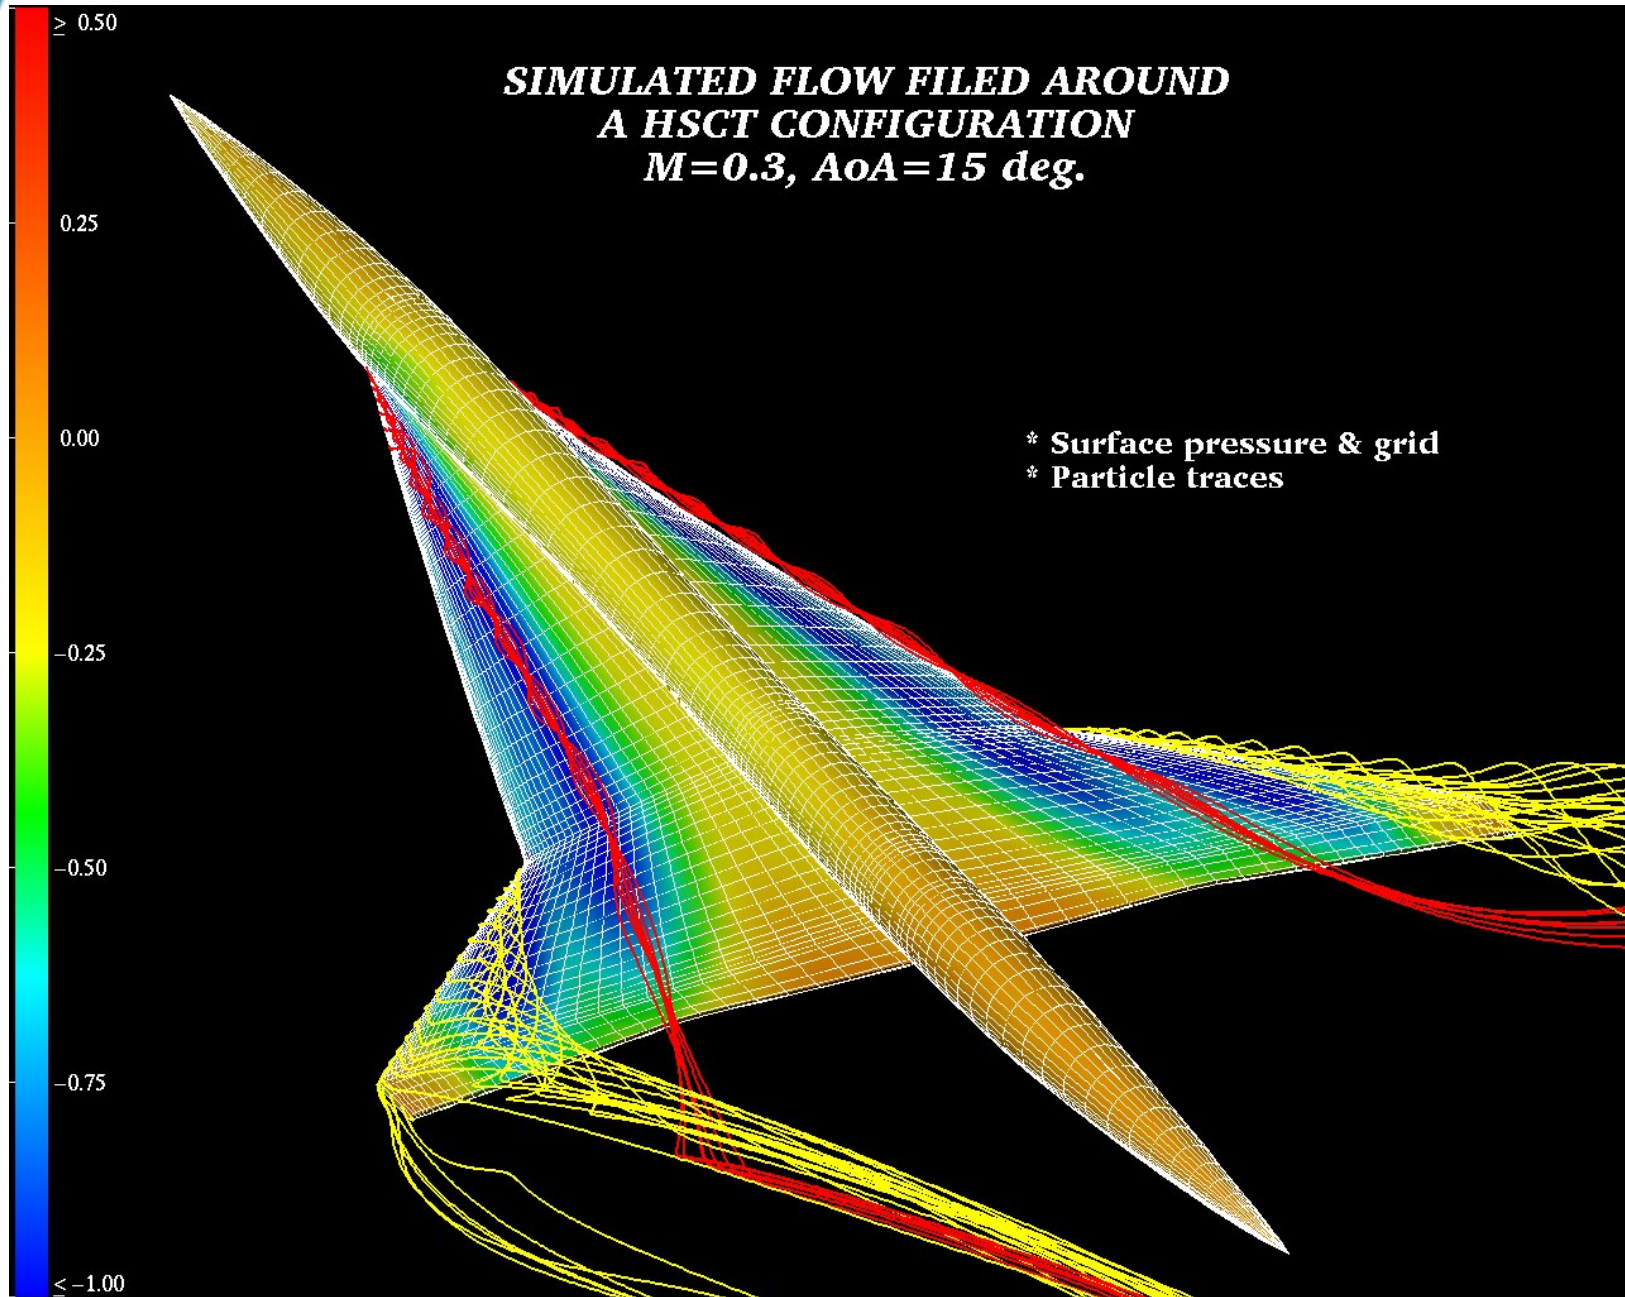 ≥ 0.50
SIMULATED FLOW FILED AROUND
A HSCT CONFIGURATION
M=0.3, AoA=15 deg.
0.25
0.00
* Surface pressure & grid
* Particle traces
−0.25
−0.50
−0.75
≤ −1.00